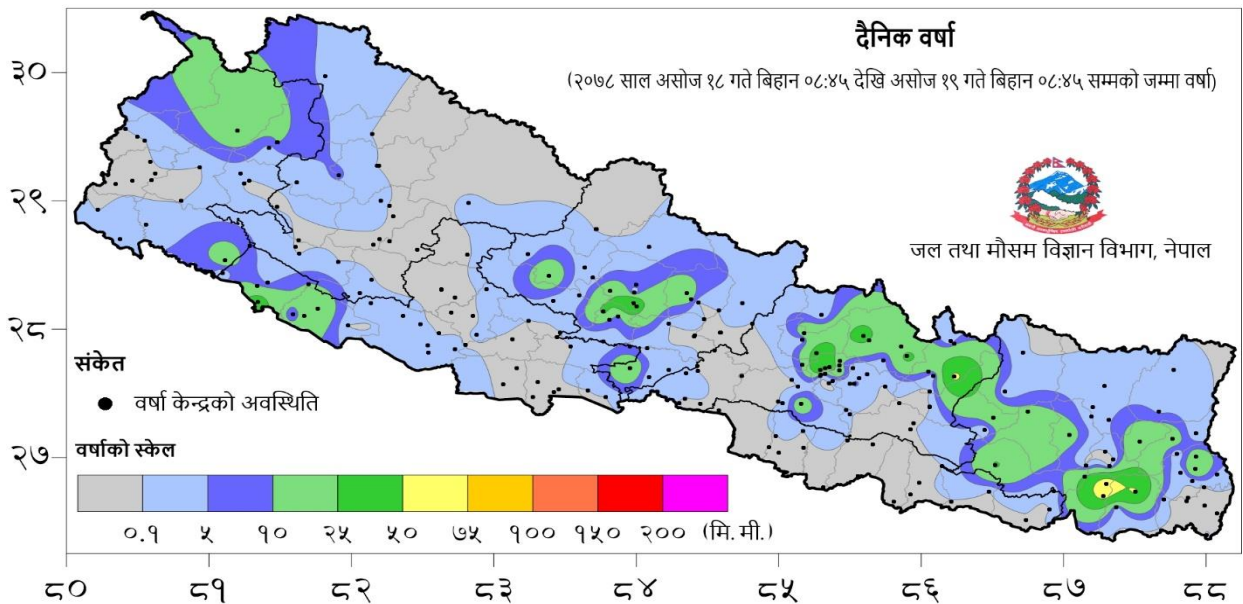 दैनिक वर्षा
(२०७८ साल असोज १८ गते बिहान ०८:४५ देखि असोज १९ गते बिहान ०८:४५ सम्मको जम्मा वर्षा)
जल तथा मौसम विज्ञान विभाग, नेपाल
३०
२९
२८
२७
संकेत
वर्षा केन्द्रको अवस्थिति
वर्षाको स्केल
०.१ ५ १० २५ ५० ७५ १०० १५० २०० (मि. मी.)
८० ८१ ८२ ८३ ८४ ८५ ८६ ८७ ८८